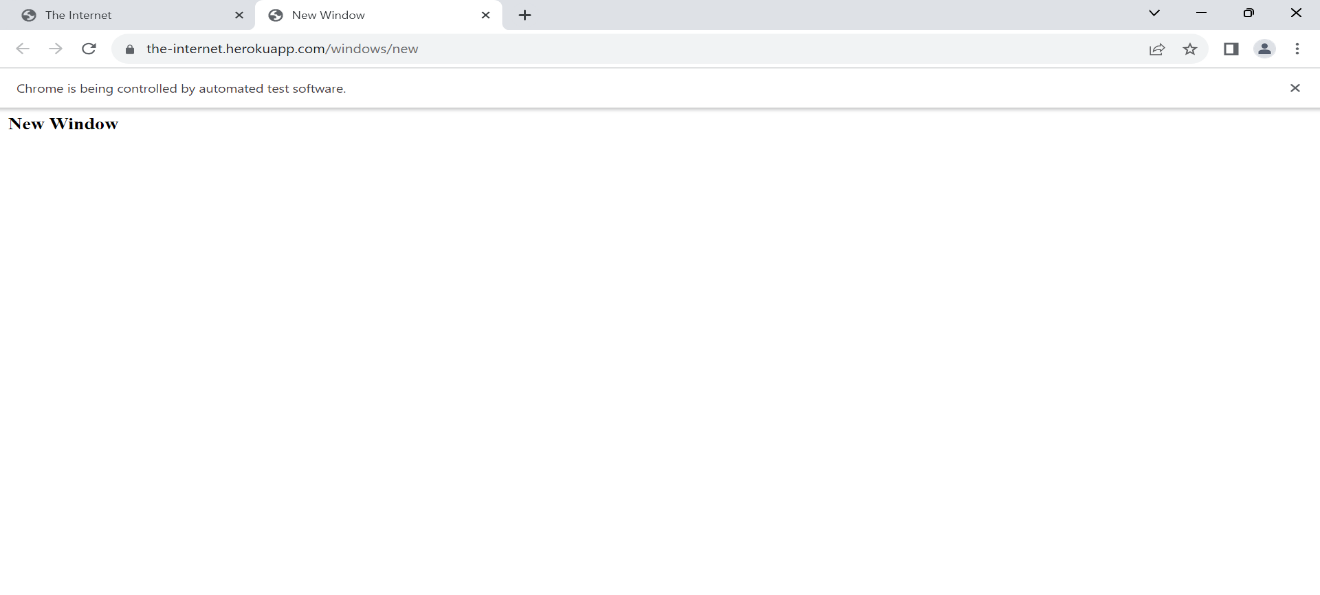 The Internet
New Window
the-internet.herokuapp.com/windows/new
Chrome is being controlled by automated test software.
New Window